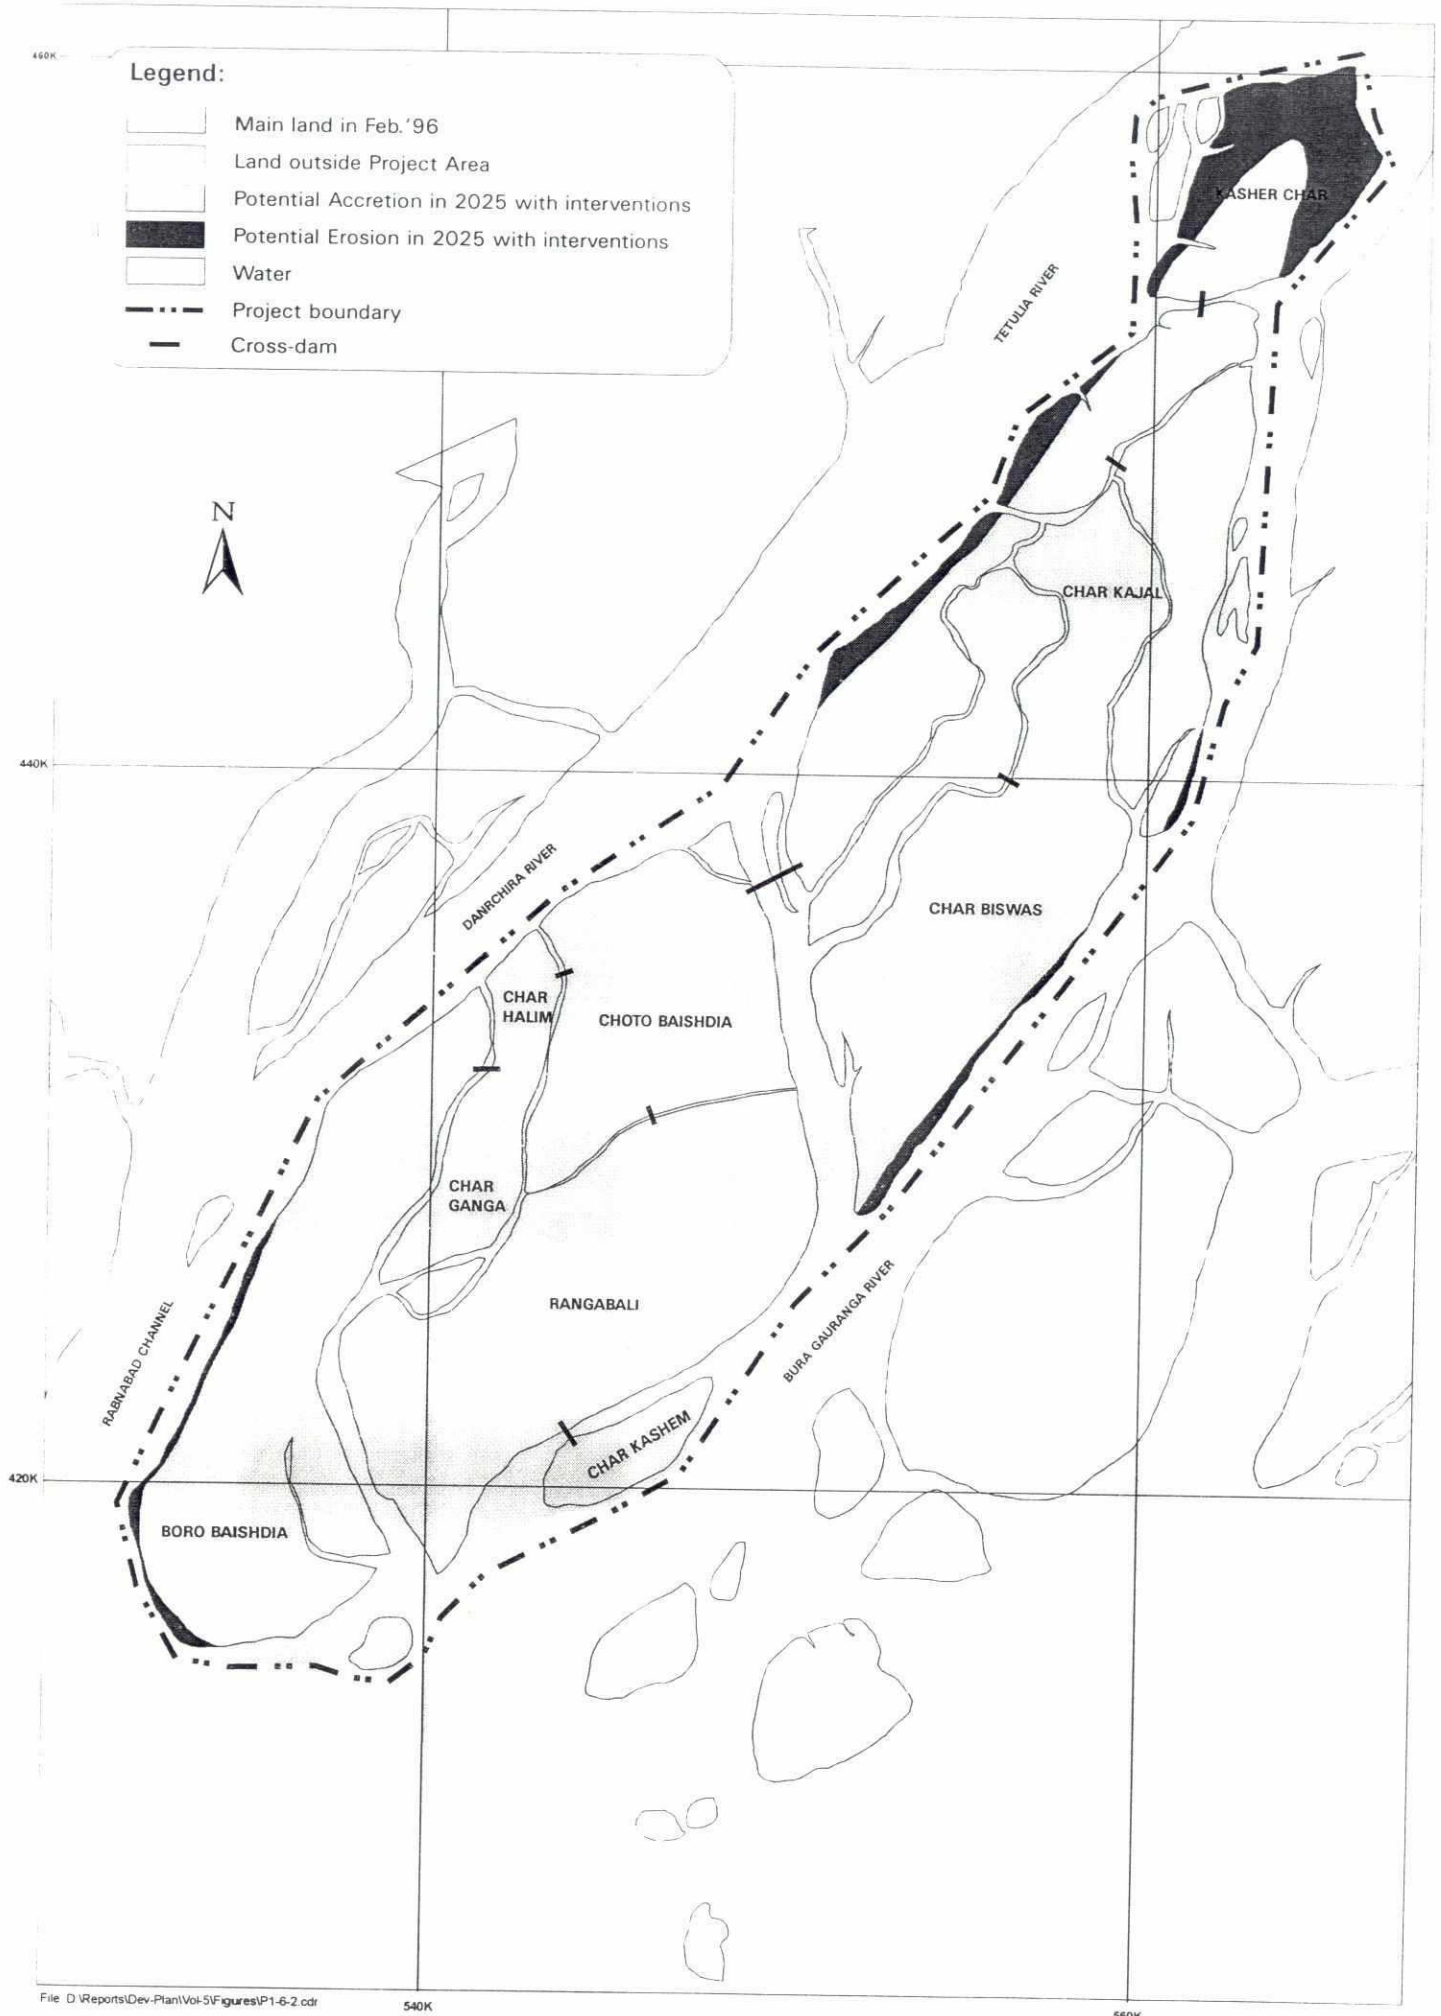 460K
Legend:
Main land in Feb.'96
Land outside Project Area
Potential Accretion in 2025 with interventions
Potential Erosion in 2025 with interventions
Water
Project boundary
Cross-dam
KASHER CHAR
TETULIA RIVER
N
CHAR KAJAL
440K
DANRCHIRA RIVER
CHAR BISWAS
CHAR
HALIM
CHOTO BAISHDIA
CHAR
GANGA
RANGABALI
BURA GAURANGA RIVER
RABNABAD CHANNEL
CHAR KASHEM
420K
BORO BAISHDIA
File D:\Reports\Dev-Plan\Vol-5\Figures\P1-6-2.cdr
540K
560K